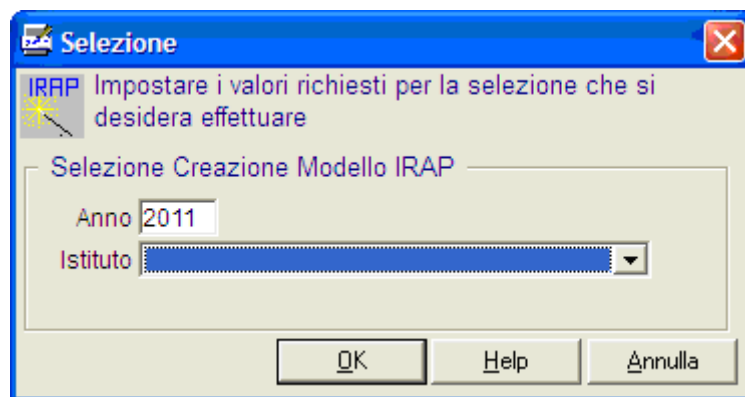 Selezione
IRAP
Impostare i valori richiesti per la selezione che si
desidera effettuare
Selezione Creazione Modello IRAP
Anno 2011
Istituto
OK Help Annulla